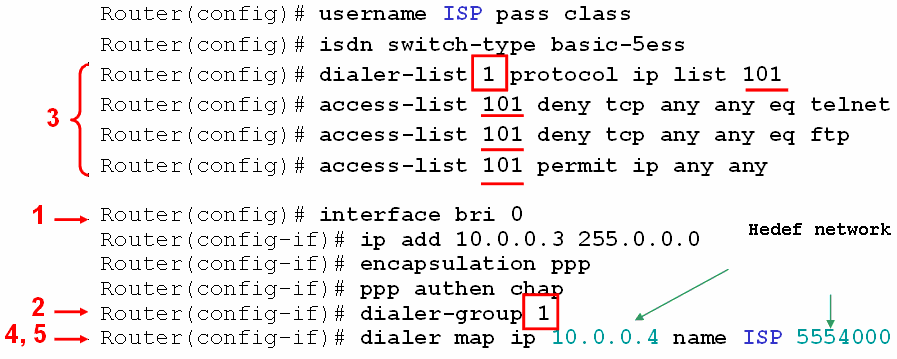 Router(config)# username ISP pass class
Router(config)# isdn switch-type basic-5ess
Router(config)# dialer-list 1 protocol ip list 101
3 Router(config)# access-list 101 deny tcp any any eq telnet
Router(config)# access-list 101 deny tcp any any eq ftp
Router(config)# access-list 101 permit ip any any
1 Router(config)# interface bri 0
Hedef network
Router(config-if)# ip add 10.0.0.3 255.0.0.0
Router(config-if)# encapsulation ppp
Router(config-if)# ppp authen chap
2 Router(config-if)# dialer-group 1
4, 5 Router(config-if)# dialer map ip 10.0.0.4 name ISP 5554000